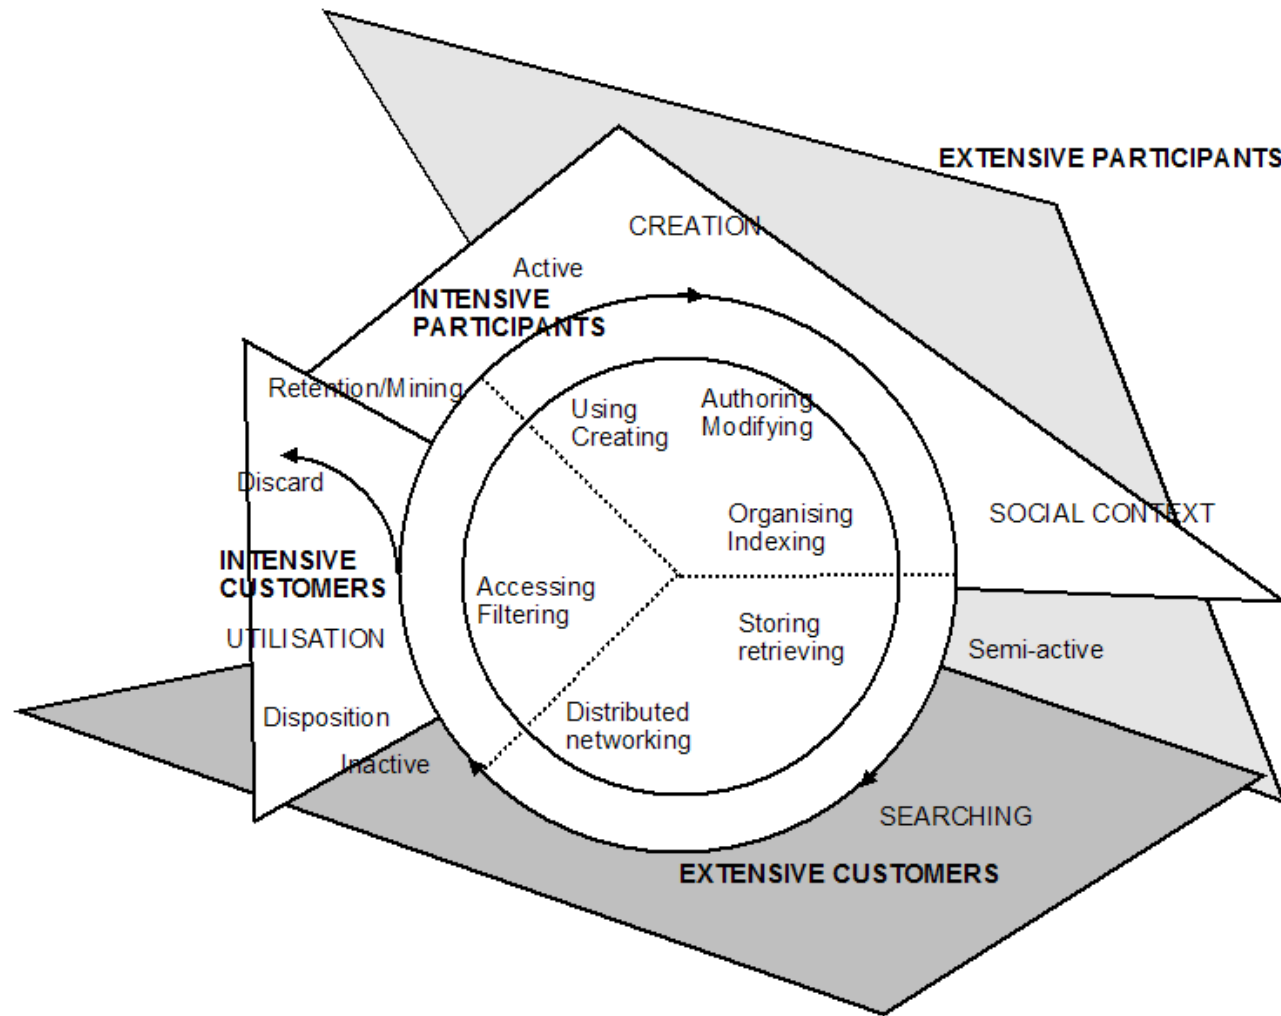 EXTENSIVE PARTICIPANTS
CREATION
Active
INTENSIVE
PARTICIPANTS
Retention/Mining
Using
Creating
Authoring
Modifying
Discard
Organising
Indexing
SOCIAL CONTEXT
INTENSIVE
CUSTOMERS
Accessing
Filtering
UTILISATION
Storing
retrieving
Semi-active
Disposition
Distributed
networking
Inactive
SEARCHING
EXTENSIVE CUSTOMERS